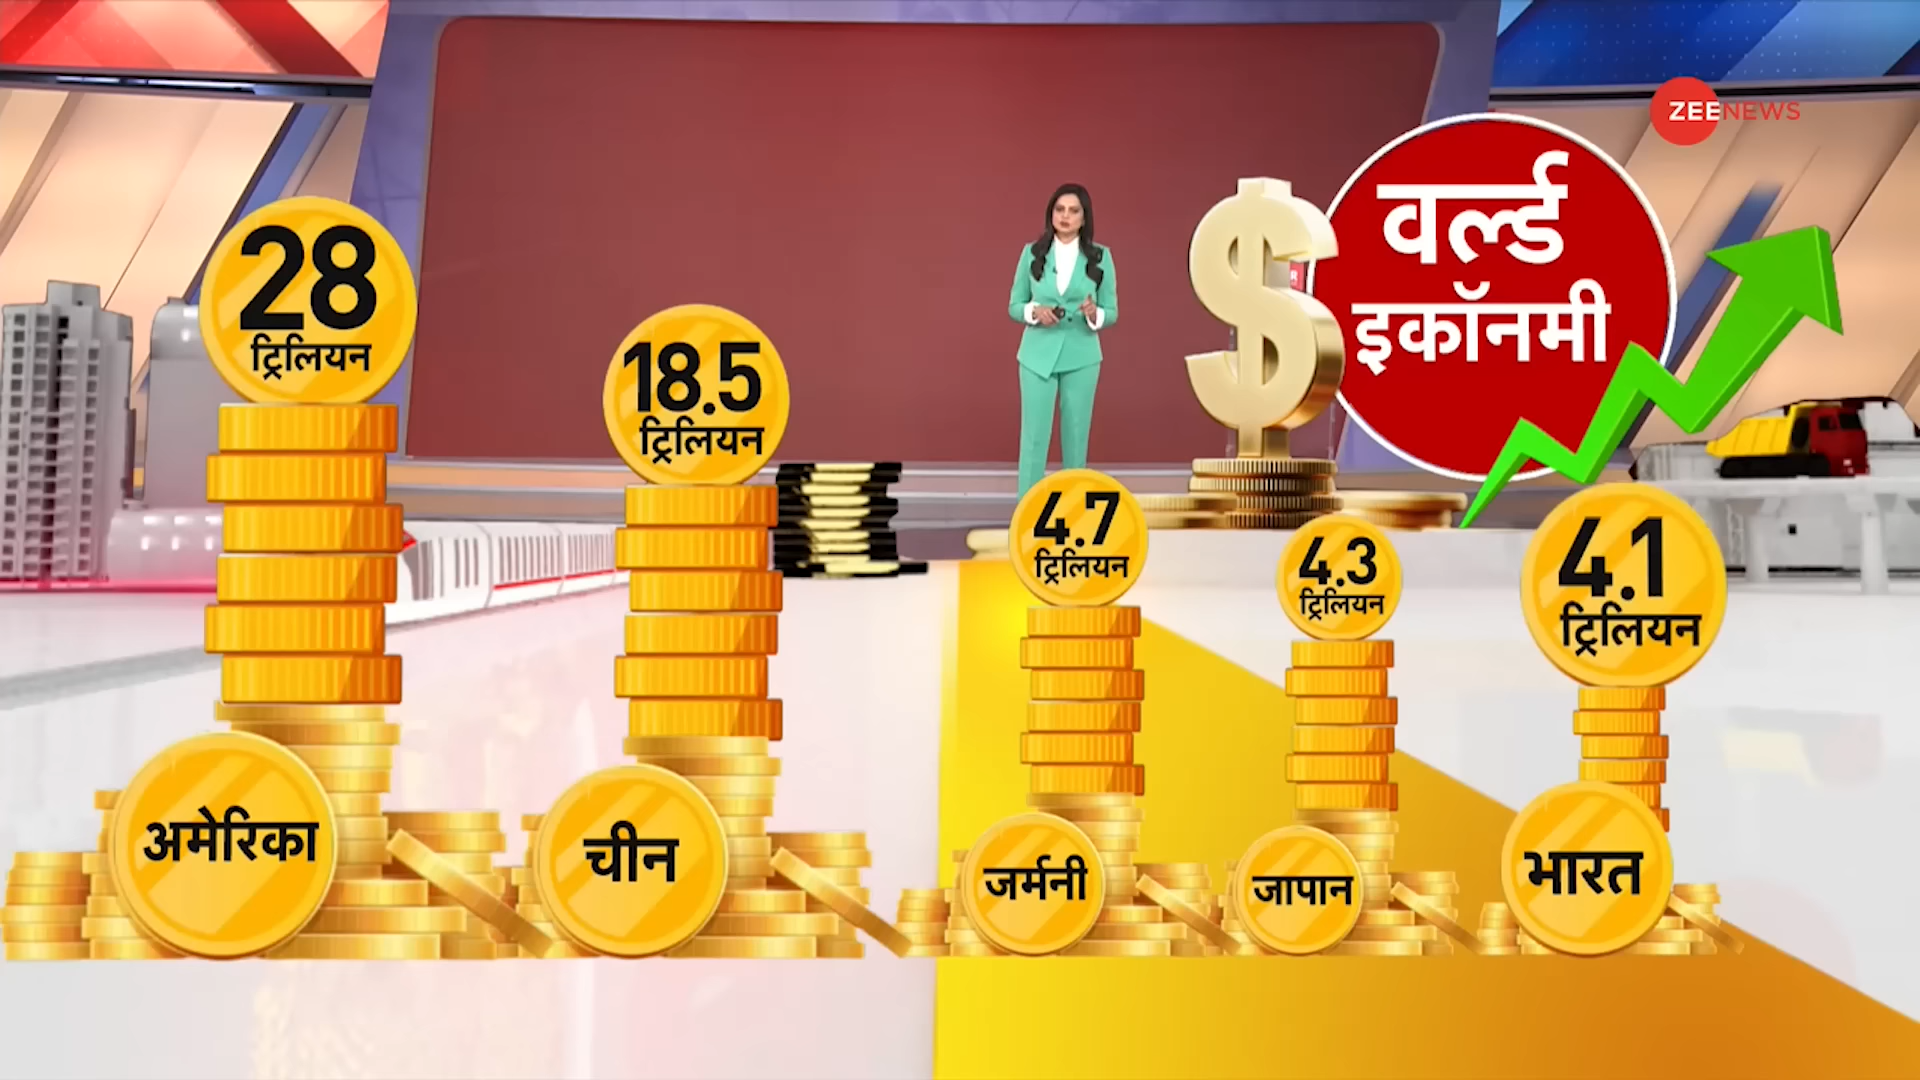 ZEENEWS
वर्ल्ड
इकॉनमी
28
ट्रिलियन
18.5
ट्रिलियन
4.7
ट्रिलियन
4.3
ट्रिलियन
4.1
ट्रिलियन
अमेरिका
चीन
जर्मनी
जापान
भारत